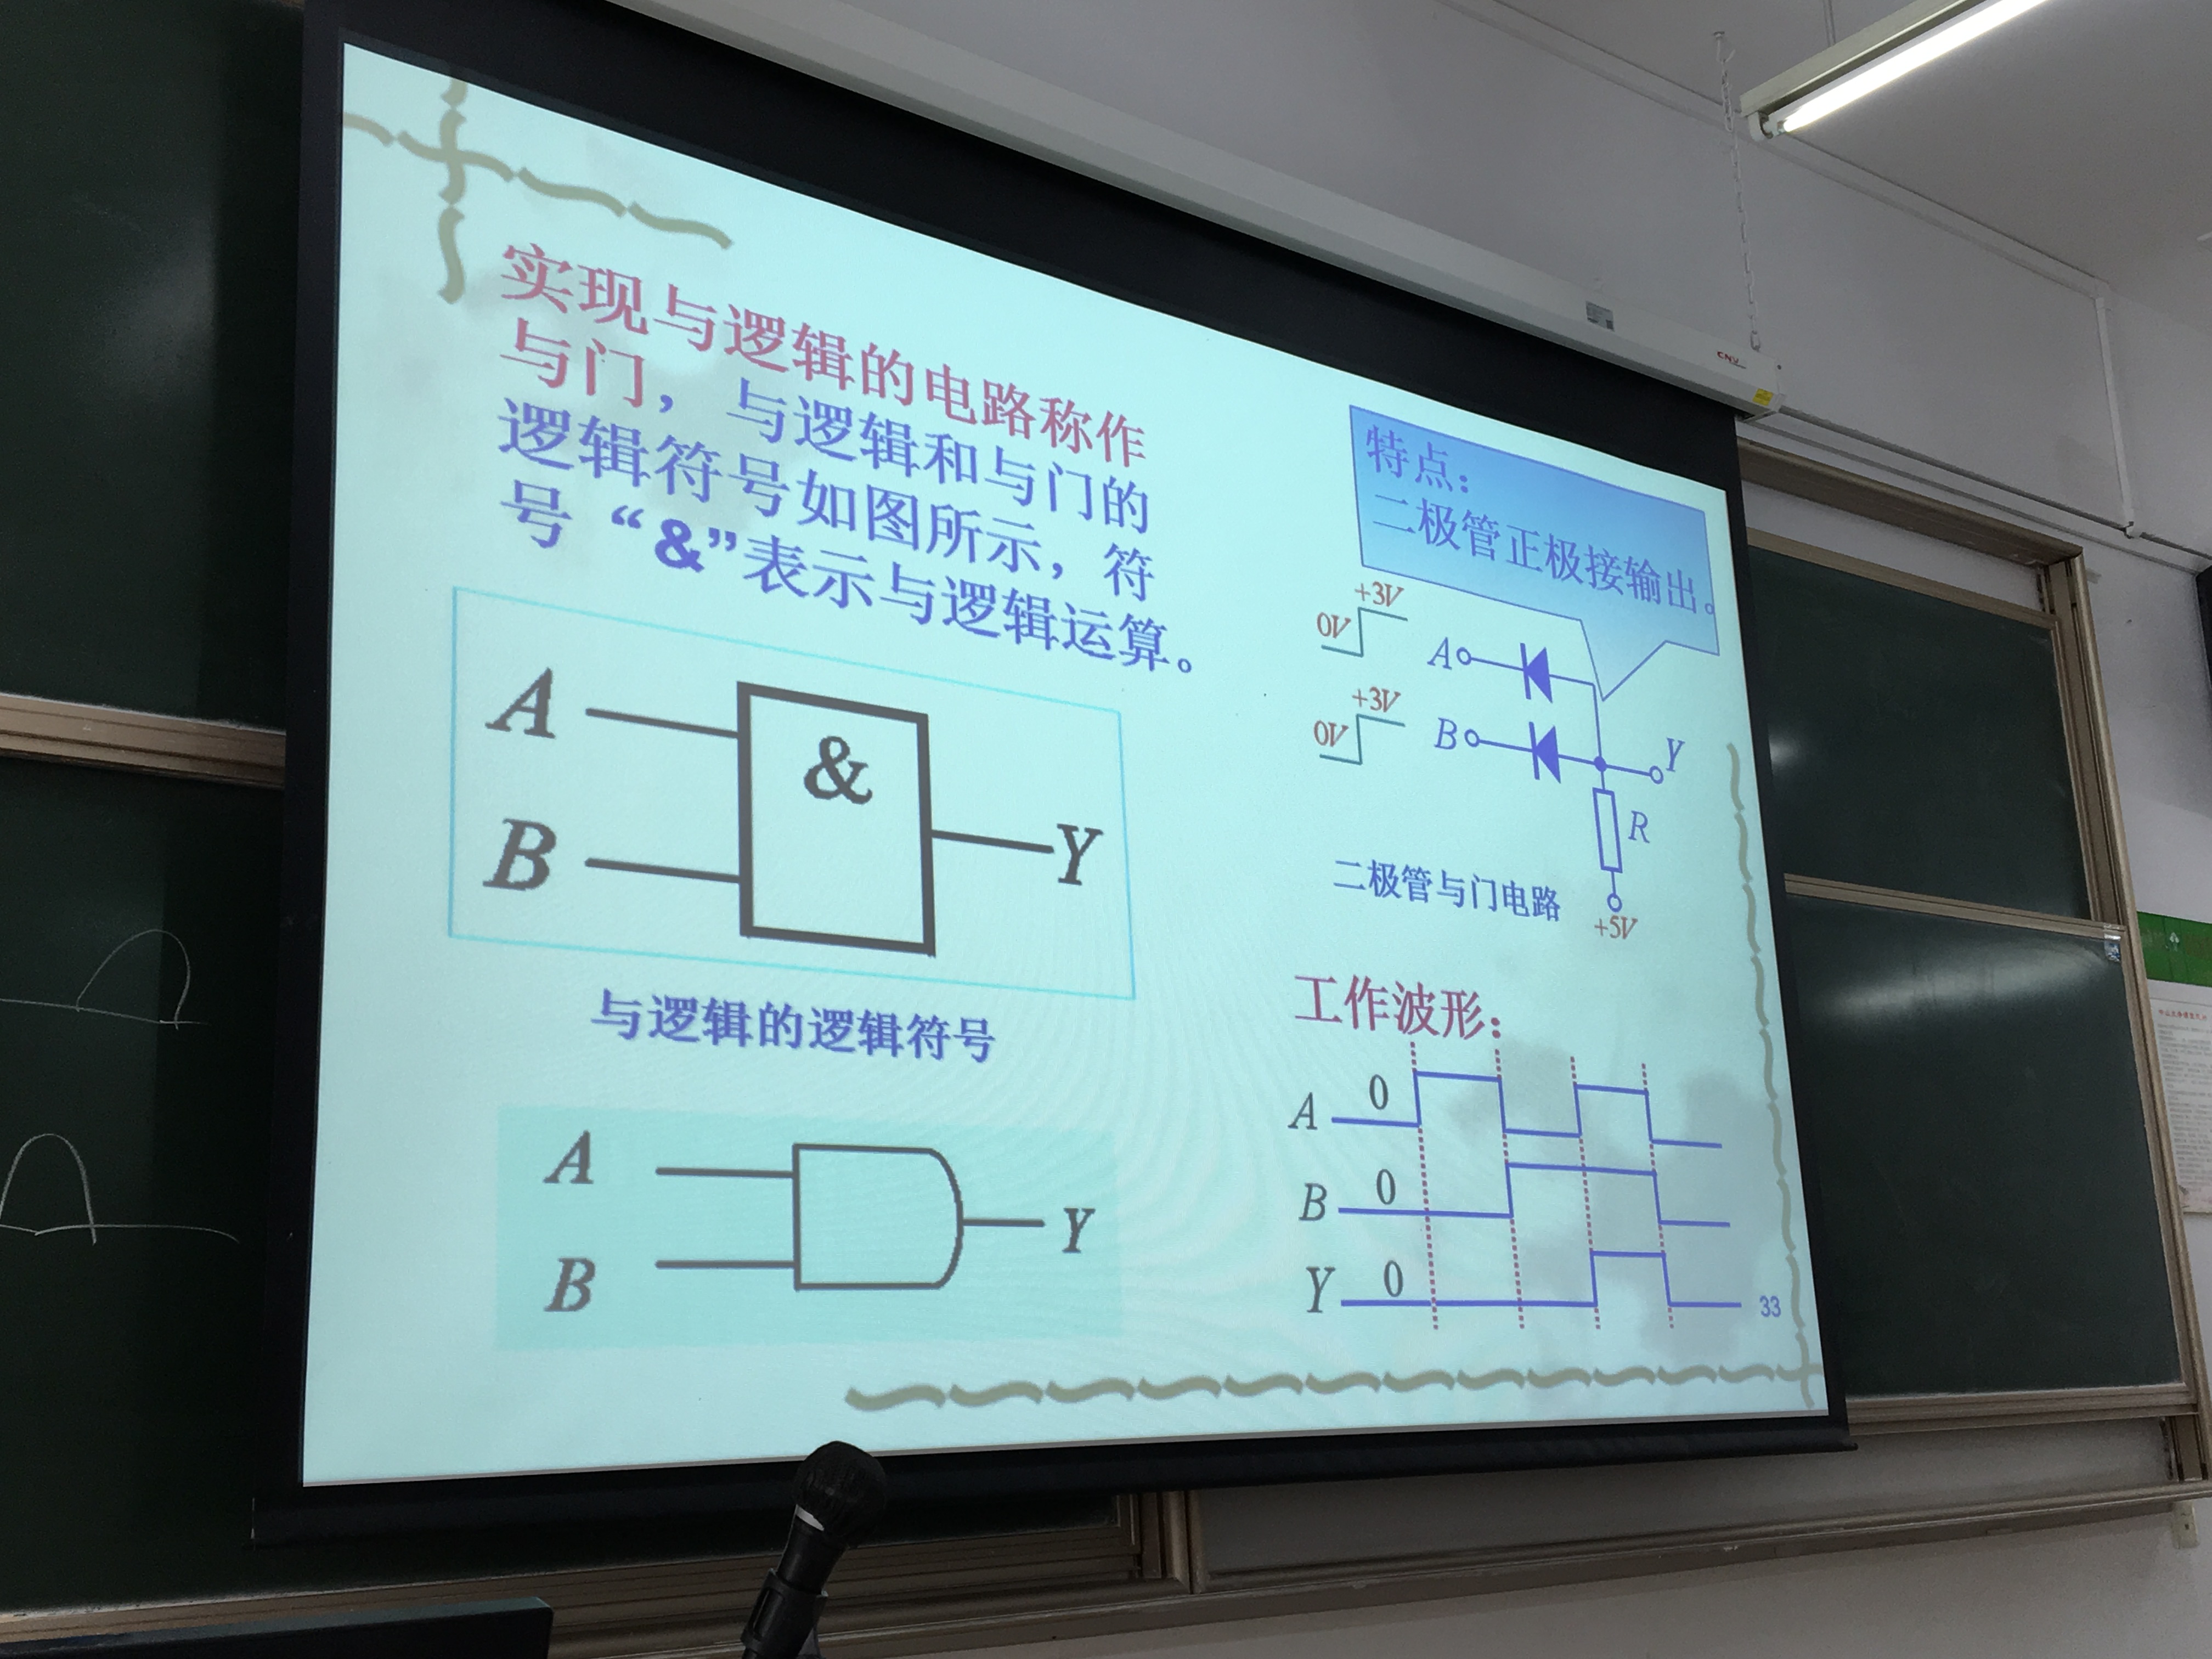 实现与逻辑的电路称作
与门，与逻辑和与门的
逻辑符号如图所示，符
号“&”表示与逻辑运算。
A
B
&
Y
与逻辑的逻辑符号
A
B
Y
特点：
二极管正极接输出。
+3V
0V
A
+3V
0V
B
Y
R
+5V
二极管与门电路
工作波形：
A 0
B 0
Y 0
33
CNV